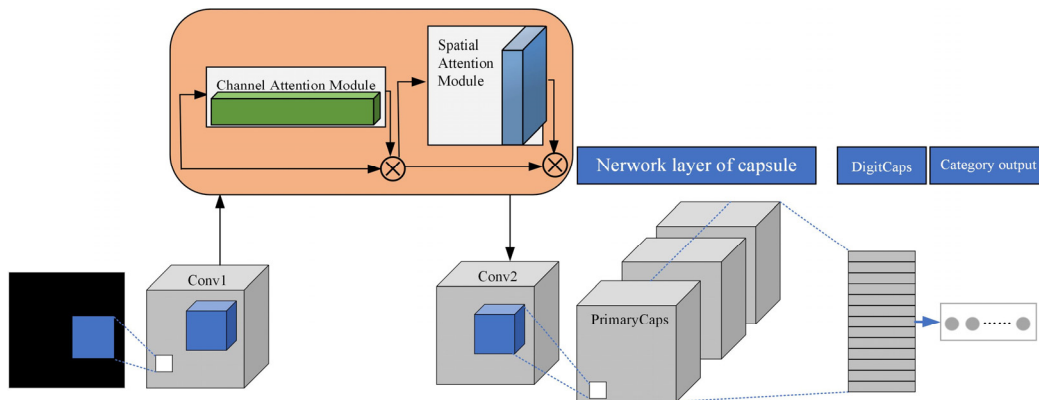 Channel Attention Module
Spatial
Attention
Module
Nerwork layer of capsule
DigitCaps
Category output
Conv1
Conv2
PrimaryCaps